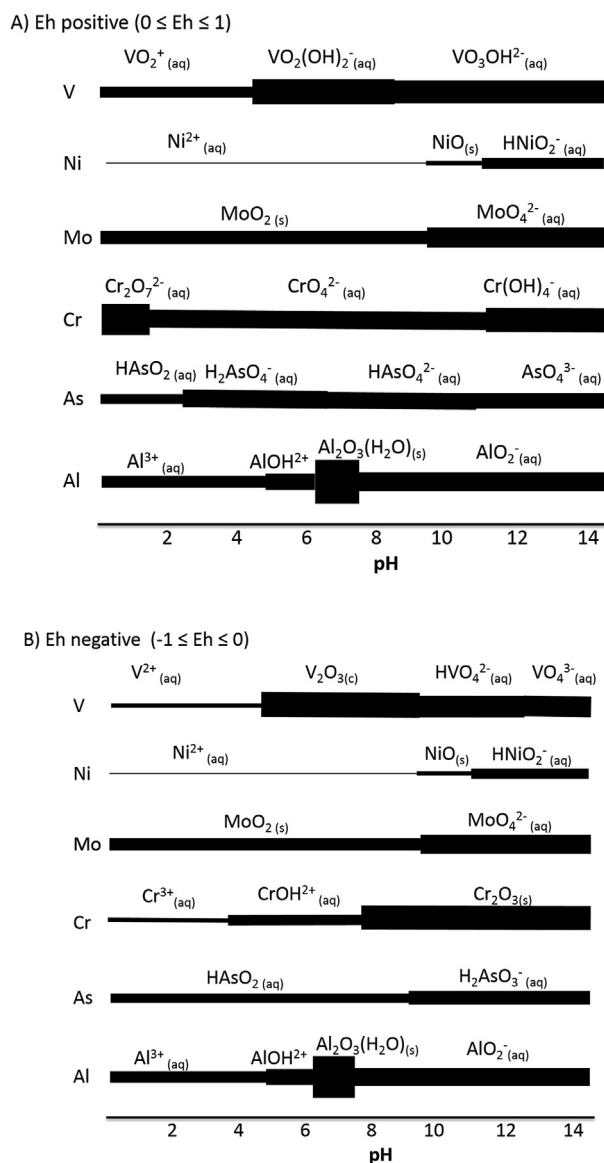 A) Eh positive (0 ≤ Eh ≤ 1)
VO₂⁺ (aq) VO₂(OH)₂⁻ (aq) VO₃OH²⁻ (aq)
V
Ni²⁺ (aq) NiO(s) HNiO₂⁻ (aq)
Ni
MoO₂ (s) MoO₄²⁻ (aq)
Mo
Cr₂O₇²⁻ (aq) CrO₄²⁻ (aq) Cr(OH)₄⁻ (aq)
Cr
HAsO₂ (aq) H₂AsO₄⁻ (aq) HAsO₄²⁻ (aq) AsO₄³⁻ (aq)
As
Al³⁺ (aq) AlOH²⁺ Al₂O₃(H₂O)(s) AlO₂⁻ (aq)
Al
2 4 6 8 10 12 14
pH
B) Eh negative (-1 ≤ Eh ≤ 0)
V²⁺ (aq) V₂O₃(c) HVO₄²⁻ (aq) VO₄³⁻ (aq)
V
Ni²⁺ (aq) NiO(s) HNiO₂⁻ (aq)
Ni
MoO₂ (s) MoO₄²⁻ (aq)
Mo
Cr³⁺ (aq) CrOH²⁺ (aq) Cr₂O₃(s)
Cr
HAsO₂ (aq) H₂AsO₃⁻ (aq)
As
Al³⁺ (aq) AlOH²⁺ Al₂O₃(H₂O)(s) AlO₂⁻ (aq)
Al
2 4 6 8 10 12 14
pH